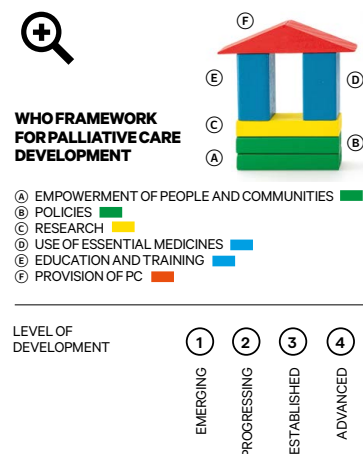 F
E
D
C
B
A
WHO FRAMEWORK
FOR PALLIATIVE CARE
DEVELOPMENT
A EMPOWERMENT OF PEOPLE AND COMMUNITIES
B POLICIES
C RESEARCH
D USE OF ESSENTIAL MEDICINES
E EDUCATION AND TRAINING
F PROVISION OF PC
LEVEL OF
DEVELOPMENT
1 2 3 4
EMERGING
PROGRESSING
ESTABLISHED
ADVANCED